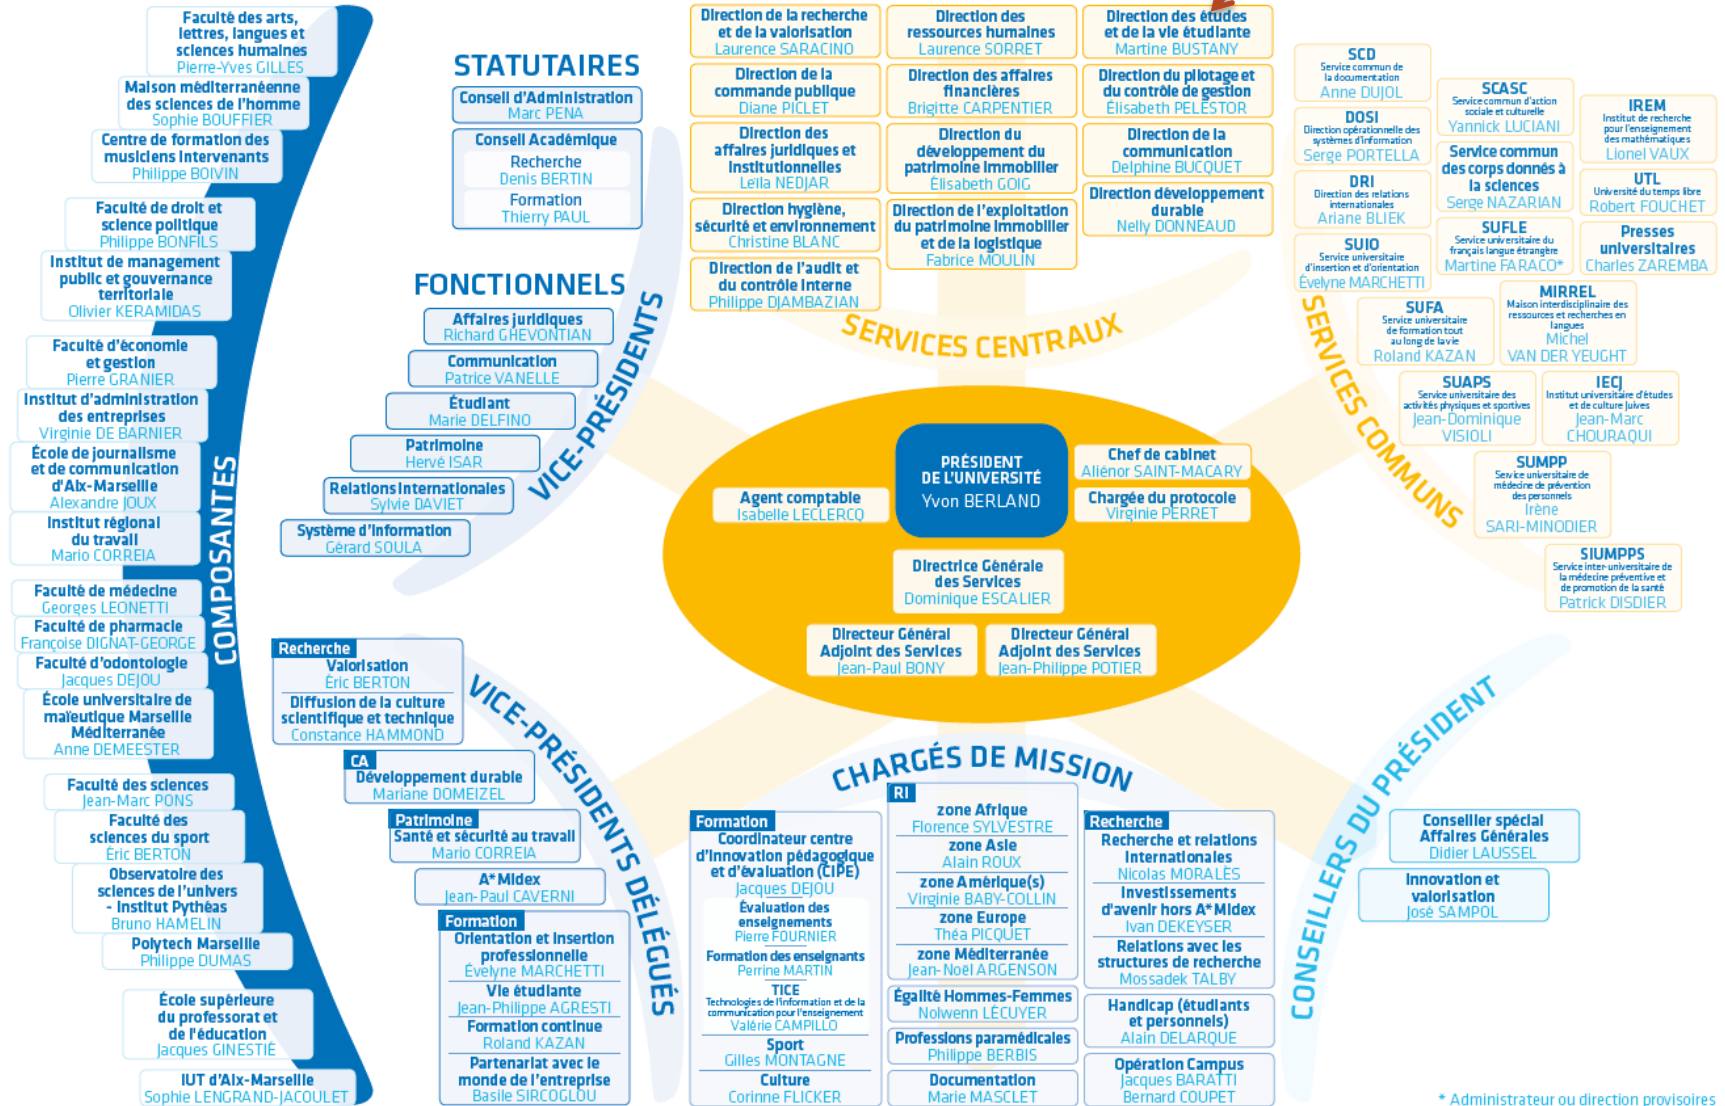 Faculté des arts,
lettres, langues et
sciences humaines
Pierre-Yves GILLES
Maison méditerranéenne
des sciences de l'homme
Sophie BOUFFIER
Centre de formation des
musiciens intervenants
Philippe BOIVIN
Faculté de droit et
science politique
Philippe BONFILS
Institut de management
public et gouvernance
territoriale
Olivier KERAMIDAS
Faculté d'économie
et gestion
Pierre GRANIER
Institut d'administration
des entreprises
Virginie DE BARNIER
École de journalisme
et de communication
d'Aix-Marseille
Alexandre JOUX
Institut régional
du travail
Mario CORREIA
Faculté de médecine
Georges LEONETTI
Faculté de pharmacie
Françoise DIGNAT-GEORGE
Faculté d'odontologie
Jacques DEJOU
École universitaire de
maïeutique Marseille
Méditerranée
Anne DEMEESTER
Faculté des sciences
Jean-Marc PONS
Faculté des
sciences du sport
Éric BERTON
Observatoire des
sciences de l'univers
- Institut Pythéas
Bruno HAMELIN
Polytech Marseille
Philippe DUMAS
École supérieure
du professorat et
de l'éducation
Jacques GINESTIÉ
IUT d'Aix-Marseille
Sophie LENGRAND-JACOULET
COMPOSANTES
STATUTAIRES
Conseil d'Administration
Marc PENA
Conseil Académique
Recherche
Denis BERTIN
Formation
Thierry PAUL
FONCTIONNELS
Affaires juridiques
Richard GHEVONTIAN
Communication
Patrice VANELLE
Étudiant
Marie DELFINO
Patrimoine
Hervé ISAR
Relations Internationales
Sylvie DAVIET
Système d'Information
Gérard SOULA
VICE-PRÉSIDENTS
Direction de la recherche
et de la valorisation
Laurence SARACINO
Direction de la
commande publique
Diane PICLET
Direction des
affaires juridiques et
institutionnelles
Leïla NEDJAR
Direction hygiène,
sécurité et environnement
Christine BLANC
Direction de l'audit et
du contrôle interne
Philippe DJAMBAZIAN
Direction des
ressources humaines
Laurence SORRET
Direction des affaires
financières
Brigitte CARPENTIER
Direction du
développement du
patrimoine immobilier
Élisabeth GOIG
Direction de l'exploitation
du patrimoine immobilier
et de la logistique
Fabrice MOULIN
Direction des études
et de la vie étudiante
Martine BUSTANY
Direction du pilotage et
du contrôle de gestion
Élisabeth PELESTOR
Direction de la
communication
Delphine BUCQUET
Direction développement
durable
Nelly DONNEAUD
SERVICES CENTRAUX
SCD
Service commun de
la documentation
Anne DUJOL
DOSI
Direction opérationnelle des
systèmes d'information
Serge PORTELLA
DRI
Direction des relations
internationales
Ariane BLIEK
SUIO
Service universitaire
d'insertion et d'orientation
Évelyne MARCHETTI
SCASC
Service commun d'action
sociale et culturelle
Yannick LUCIANI
Service commun
des corps donnés à
la sciences
Serge NAZARIAN
SUFLE
Service universitaire du
français langue étrangère
Martine FARACO*
IREM
Institut de recherche
pour l'enseignement
des mathématiques
Lionel VAUX
UTL
Université du temps libre
Robert FOUCHET
Presses
universitaires
Charles ZAREMBA
SUFA
Service universitaire
de formation tout
au long de la vie
Roland KAZAN
MIRREL
Maison interdisciplinaire des
ressources et recherches en
langues
Michel
VAN DER YEUGHT
SUAPS
Service universitaire des
activités physiques et sportives
Jean-Dominique
VISIOLI
IECJ
Institut universitaire d'études
et de culture Juives
Jean-Marc
CHOURAQUI
SUMPP
Service universitaire de
médecine de prévention
des personnels
Irène
SARI-MINODIER
SIUMPPS
Service inter-universitaire de
la médecine préventive et
de promotion de la santé
Patrick DISDIER
SERVICES COMMUNS
PRÉSIDENT
DE L'UNIVERSITÉ
Yvon BERLAND
Chef de cabinet
Aliénor SAINT-MACARY
Agent comptable
Isabelle LECLERCQ
Chargée du protocole
Virginie PERRET
Directrice Générale
des Services
Dominique ESCALIER
Directeur Général
Adjoint des Services
Jean-Paul BONY
Directeur Général
Adjoint des Services
Jean-Philippe POTIER
Recherche
Valorisation
Éric BERTON
Diffusion de la culture
scientifique et technique
Constance HAMMOND
CA
Développement durable
Mariane DOMEIZEL
Patrimoine
Santé et sécurité au travail
Mario CORREIA
A*Midex
Jean-Paul CAVERNI
Formation
Orientation et Insertion
professionnelle
Évelyne MARCHETTI
Vie étudiante
Jean-Philippe AGRESTI
Formation continue
Roland KAZAN
Partenariat avec le
monde de l'entreprise
Basile SIRCOGLOU
VICE-PRÉSIDENTS DÉLÉGUÉS
CHARGÉS DE MISSION
Formation
Coordinateur centre
d'innovation pédagogique
et d'évaluation (CIPE)
Jacques DEJOU
Évaluation des
enseignements
Pierre FOURNIER
Formation des enseignants
Perrine MARTIN
TICE
Technologies de l'information et de la
communication pour l'enseignement
Valérie CAMPILLO
Sport
Gilles MONTAGNE
Culture
Corinne FLICKER
RI
zone Afrique
Florence SYLVESTRE
zone Asie
Alain ROUX
zone Amérique(s)
Virginie BABY-COLLIN
zone Europe
Théa PICQUET
zone Méditerranée
Jean-Noël ARGENSON
Égalité Hommes-Femmes
Nolwenn LÉCUYER
Professions paramédicales
Philippe BERBIS
Documentation
Marie MASCLET
Recherche
Recherche et relations
Internationales
Nicolas MORALÈS
Investissements
d'avenir hors A*Midex
Ivan DEKEYSER
Relations avec les
structures de recherche
Mossadek TALBY
Handicap (étudiants
et personnels)
Alain DELARQUE
Opération Campus
Jacques BARATTI
Bernard COUPET
CONSEILLERS DU PRÉSIDENT
Conseiller spécial
Affaires Générales
Didier LAUSSEL
Innovation et
valorisation
José SAMPOL
* Administrateur ou direction provisoires